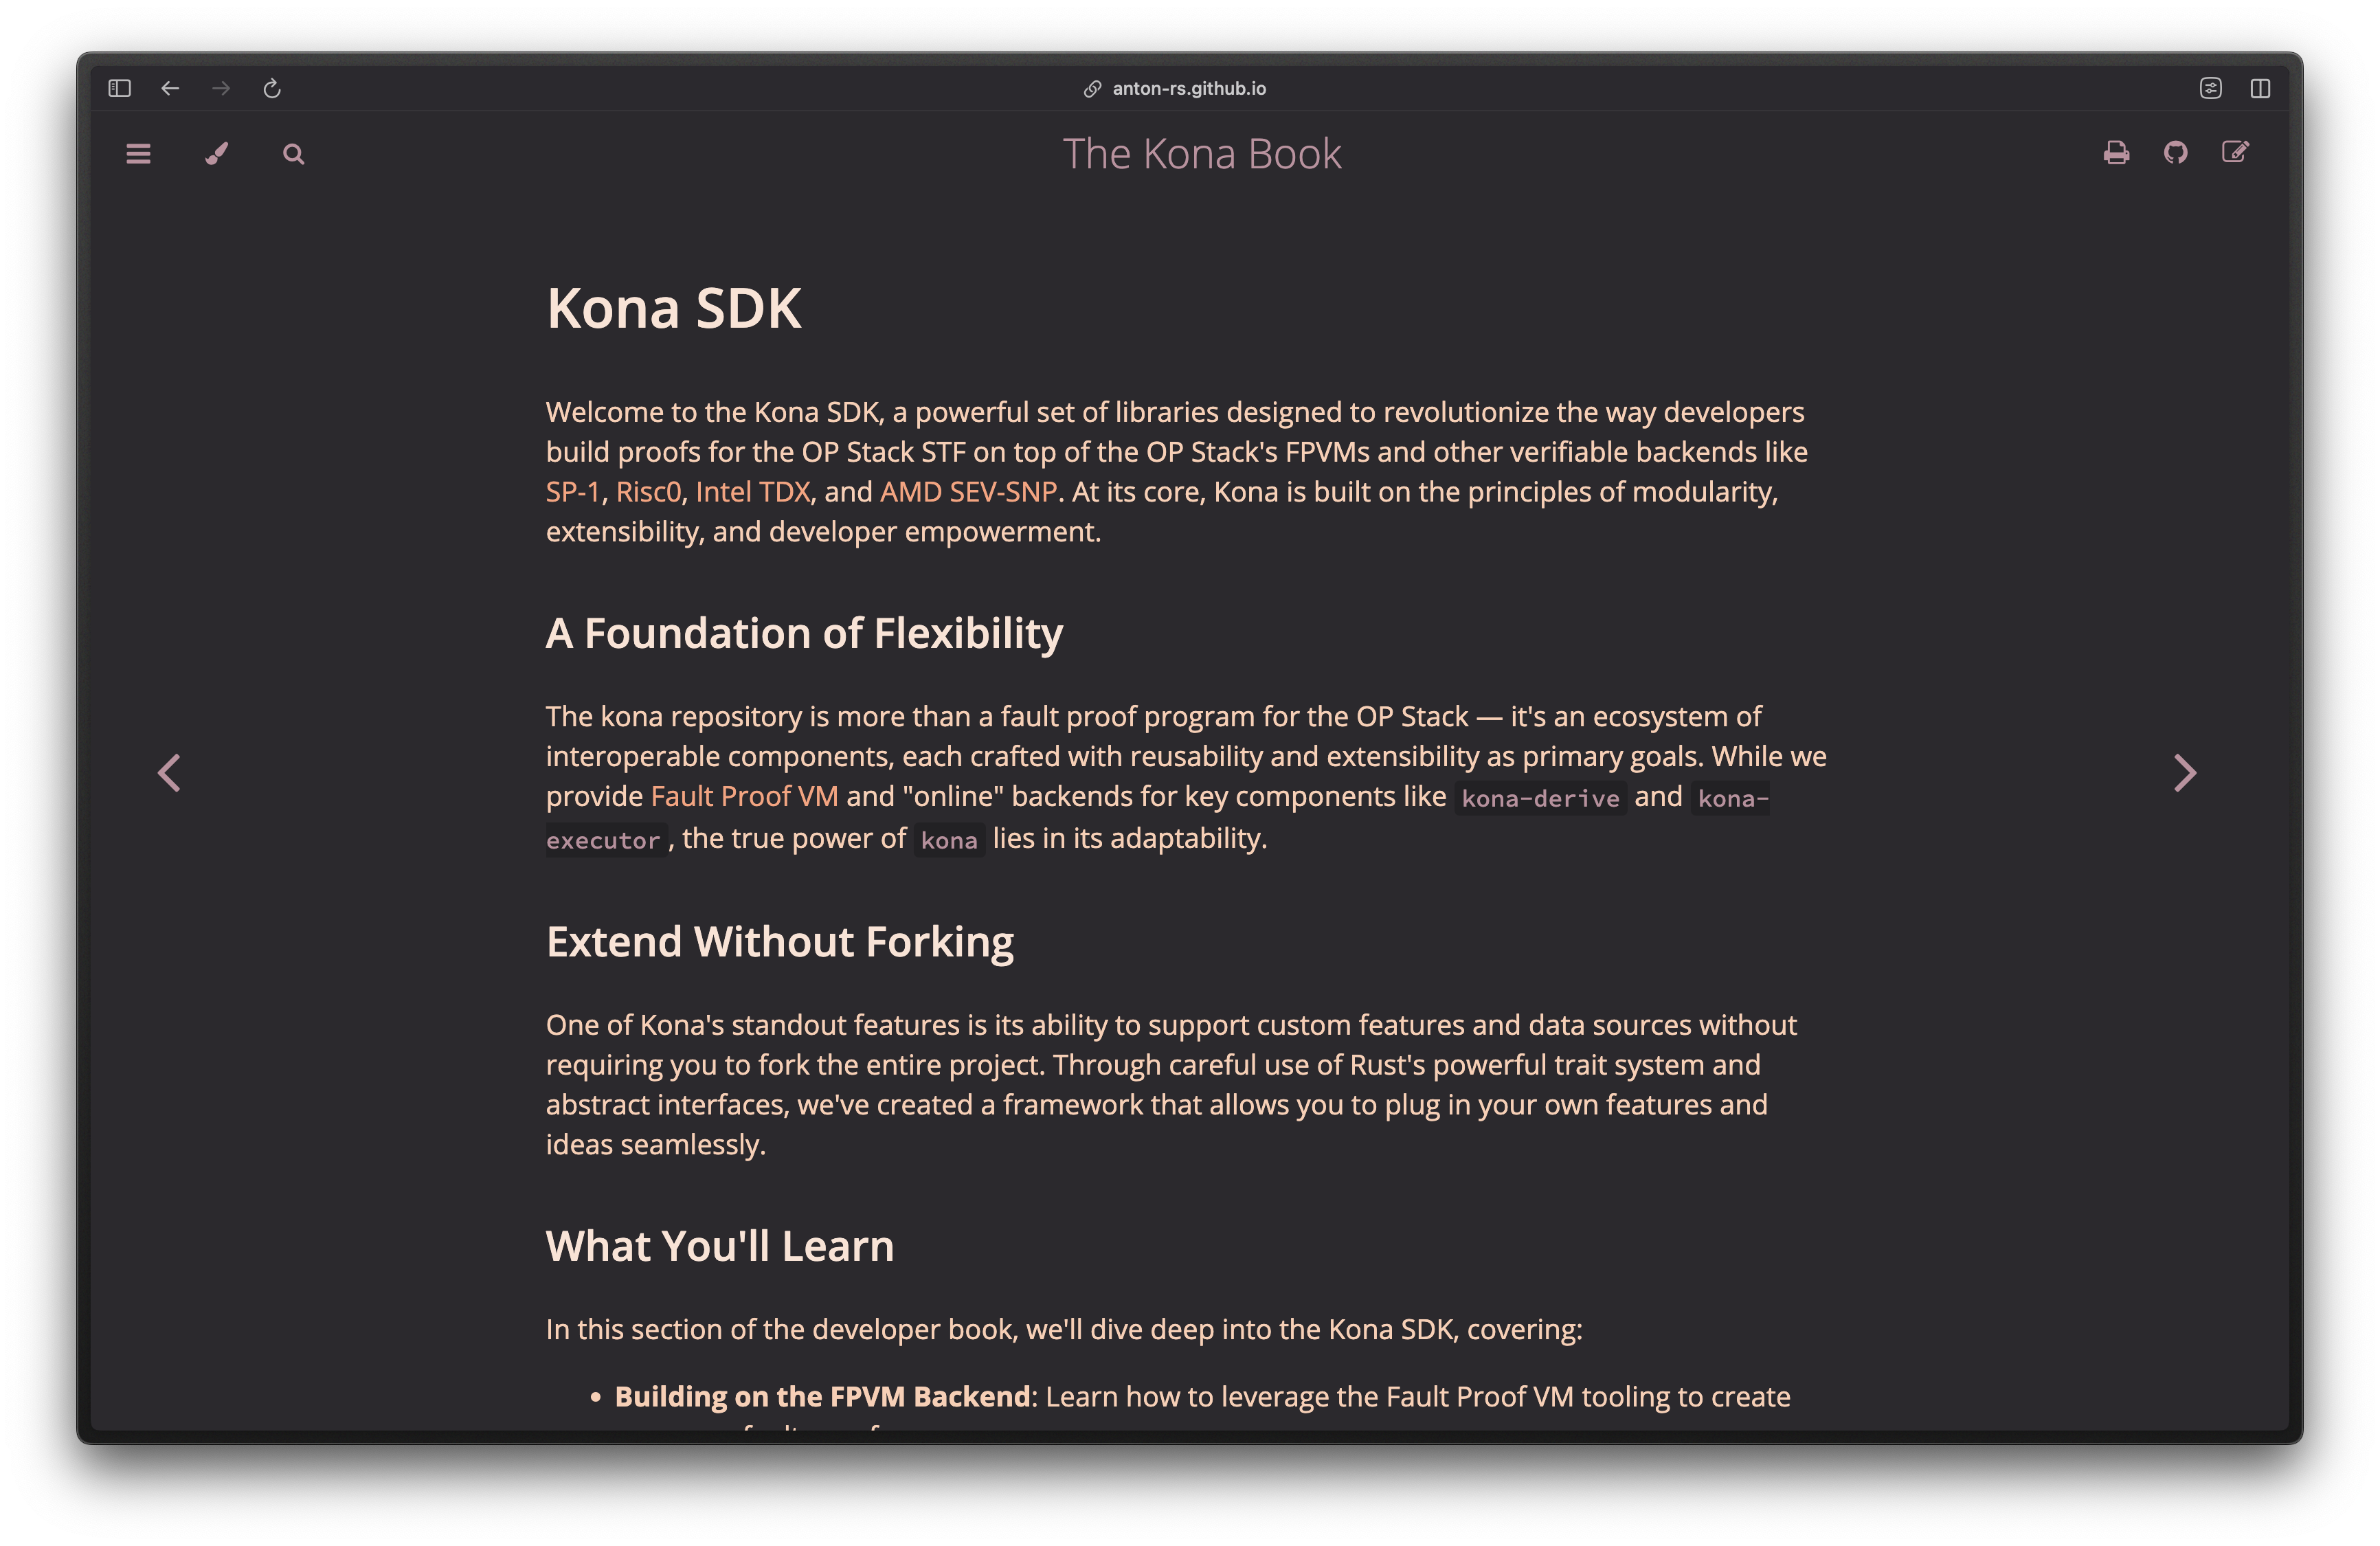 anton-rs.github.io
The Kona Book
Kona SDK
Welcome to the Kona SDK, a powerful set of libraries designed to revolutionize the way developers
build proofs for the OP Stack STF on top of the OP Stack's FPVMs and other verifiable backends like
SP-1, Risc0, Intel TDX, and AMD SEV-SNP. At its core, Kona is built on the principles of modularity,
extensibility, and developer empowerment.
A Foundation of Flexibility
The kona repository is more than a fault proof program for the OP Stack — it's an ecosystem of
interoperable components, each crafted with reusability and extensibility as primary goals. While we
provide Fault Proof VM and "online" backends for key components like kona-derive and kona-
executor, the true power of kona lies in its adaptability.
Extend Without Forking
One of Kona's standout features is its ability to support custom features and data sources without
requiring you to fork the entire project. Through careful use of Rust's powerful trait system and
abstract interfaces, we've created a framework that allows you to plug in your own features and
ideas seamlessly.
What You'll Learn
In this section of the developer book, we'll dive deep into the Kona SDK, covering:
• Building on the FPVM Backend: Learn how to leverage the Fault Proof VM tooling to create